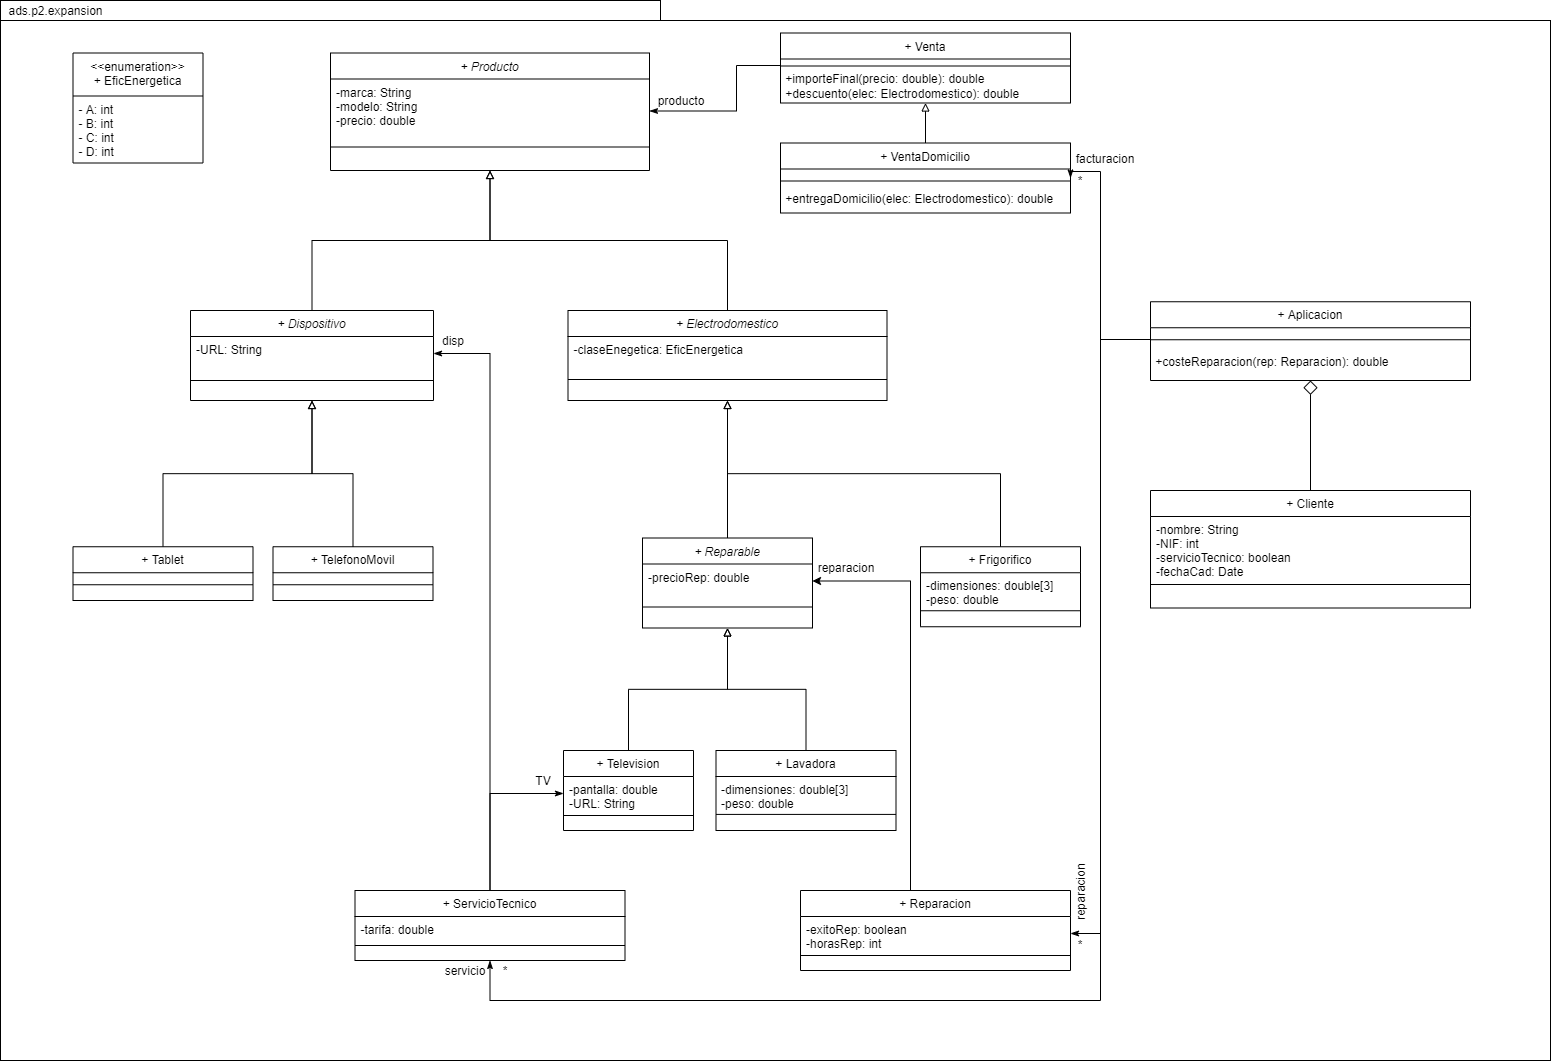 ads.p2.expansion
<<enumeration>>
+ EficEnergetica
- A: int
- B: int
- C: int
- D: int
+ Producto
-marca: String
-modelo: String
-precio: double
producto
+ Venta
+importeFinal(precio: double): double
+descuento(elec: Electrodomestico): double
+ VentaDomicilio
+entregaDomicilio(elec: Electrodomestico): double
facturacion
*
+ Dispositivo
-URL: String
disp
+ Electrodomestico
-claseEnegetica: EficEnergetica
+ Aplicacion
+costeReparacion(rep: Reparacion): double
+ Cliente
-nombre: String
-NIF: int
-servicioTecnico: boolean
-fechaCad: Date
+ Tablet
+ TelefonoMovil
+ Reparable
-precioRep: double
reparacion
+ Frigorifico
-dimensiones: double[3]
-peso: double
TV
+ Television
-pantalla: double
-URL: String
+ Lavadora
-dimensiones: double[3]
-peso: double
+ ServicioTecnico
-tarifa: double
servicio
*
+ Reparacion
-exitoRep: boolean
-horasRep: int
reparacion
*